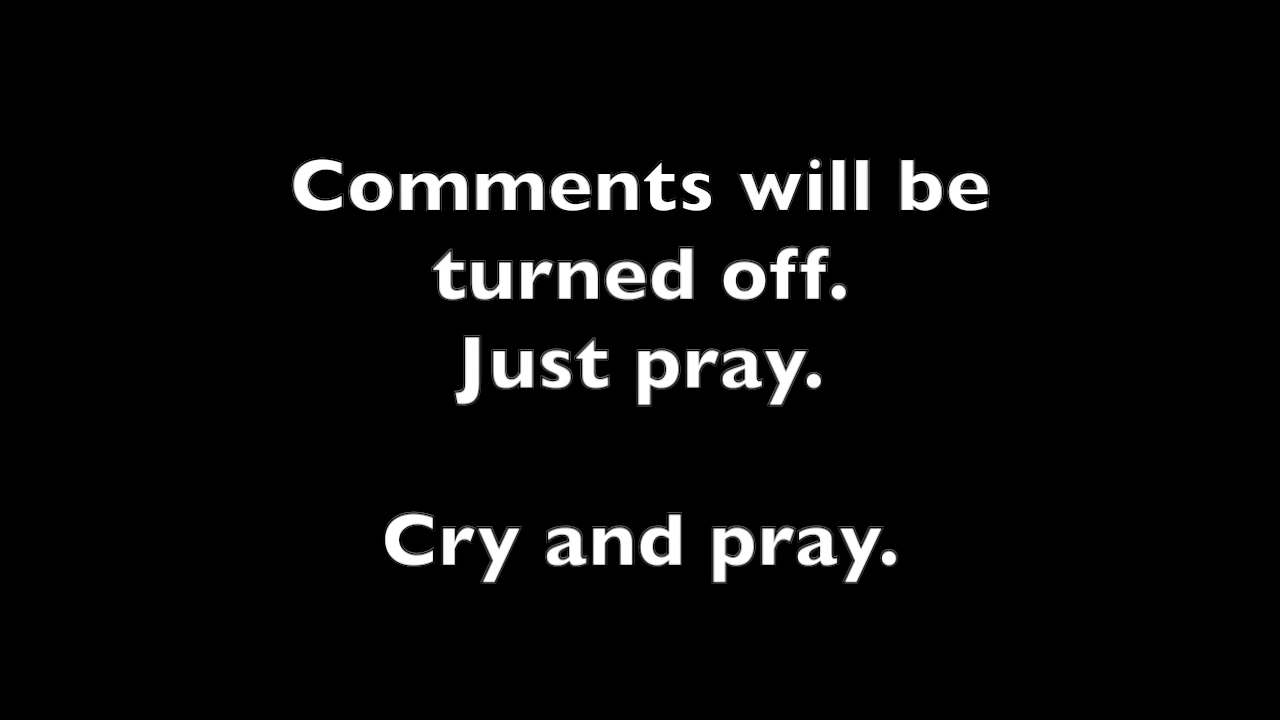 Comments will be
turned off.
Just pray.
Cry and pray.